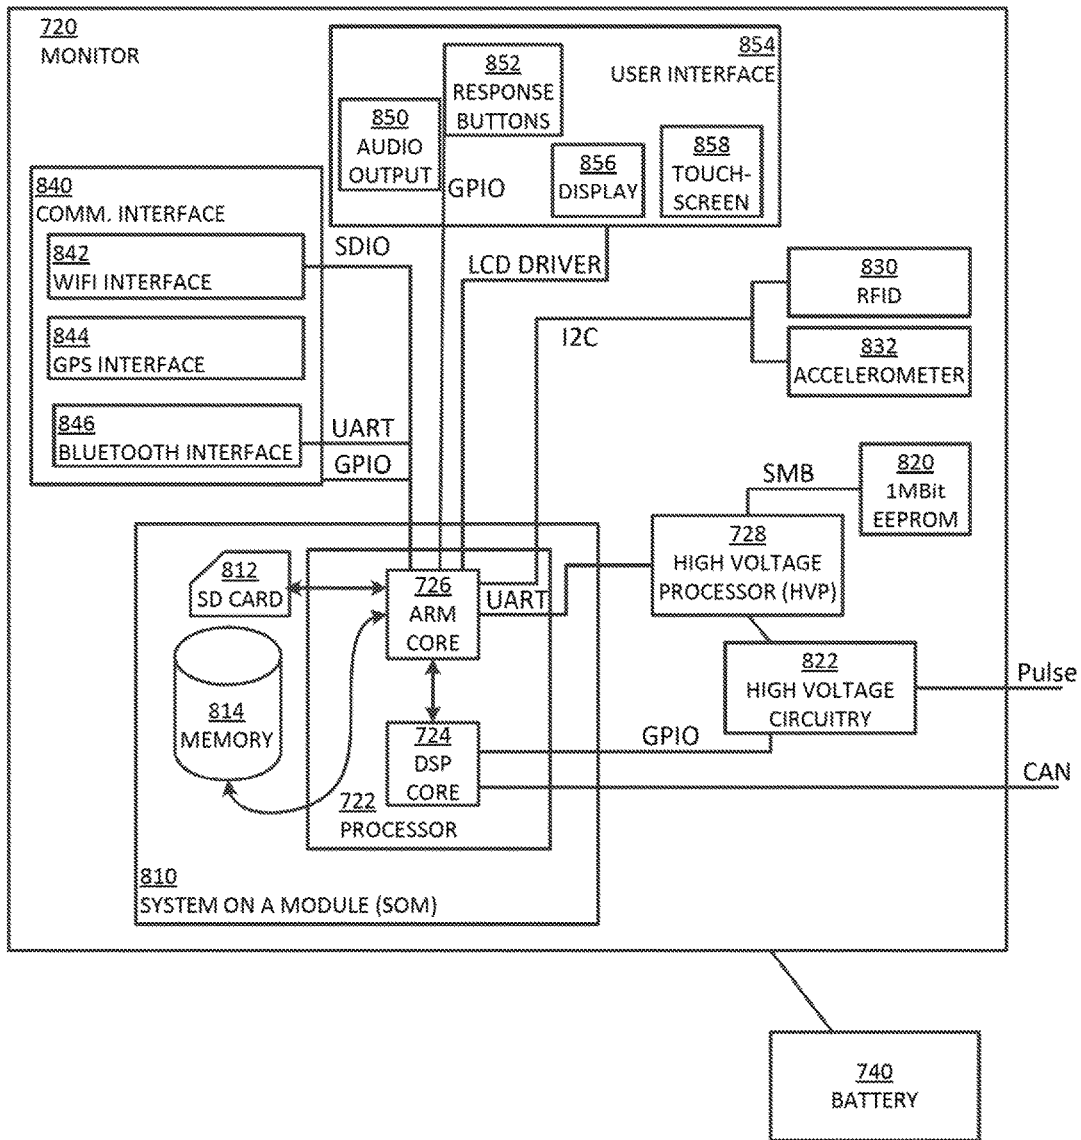 720
MONITOR
854
USER INTERFACE
852
RESPONSE
BUTTONS
850
AUDIO
OUTPUT
856
DISPLAY
858
TOUCH-
SCREEN
GPIO
840
COMM. INTERFACE
842
WIFI INTERFACE
844
GPS INTERFACE
846
BLUETOOTH INTERFACE
SDIO
LCD DRIVER
I2C
830
RFID
832
ACCELEROMETER
UART
GPIO
SMB
820
1MBit
EEPROM
728
HIGH VOLTAGE
PROCESSOR (HVP)
812
SD CARD
726
ARM
CORE
UART
814
MEMORY
724
DSP
CORE
722
PROCESSOR
822
HIGH VOLTAGE
CIRCUITRY
Pulse
GPIO
CAN
810
SYSTEM ON A MODULE (SOM)
740
BATTERY